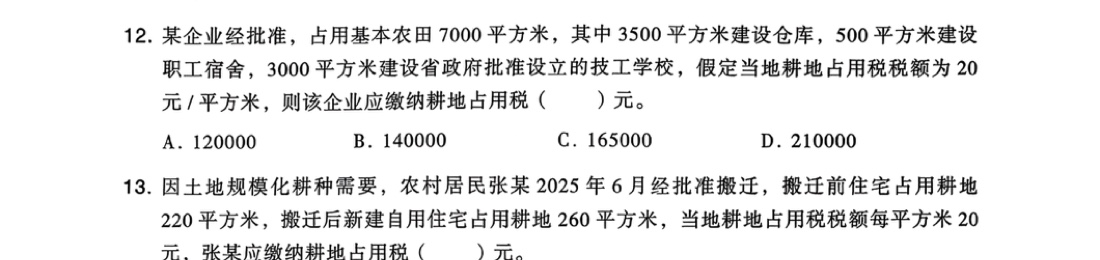 12. 某企业经批准，占用基本农田 7000 平方米，其中 3500 平方米建设仓库，500 平方米建设
职工宿舍，3000 平方米建设省政府批准设立的技工学校，假定当地耕地占用税税额为 20
元 / 平方米，则该企业应缴纳耕地占用税（　　）元。
A. 120000 B. 140000 C. 165000 D. 210000
13. 因土地规模化耕种需要，农村居民张某 2025 年 6 月经批准搬迁，搬迁前住宅占用耕地
220 平方米，搬迁后新建自用住宅占用耕地 260 平方米，当地耕地占用税税额每平方米 20
元，张某应缴纳耕地占用税（　　）元。